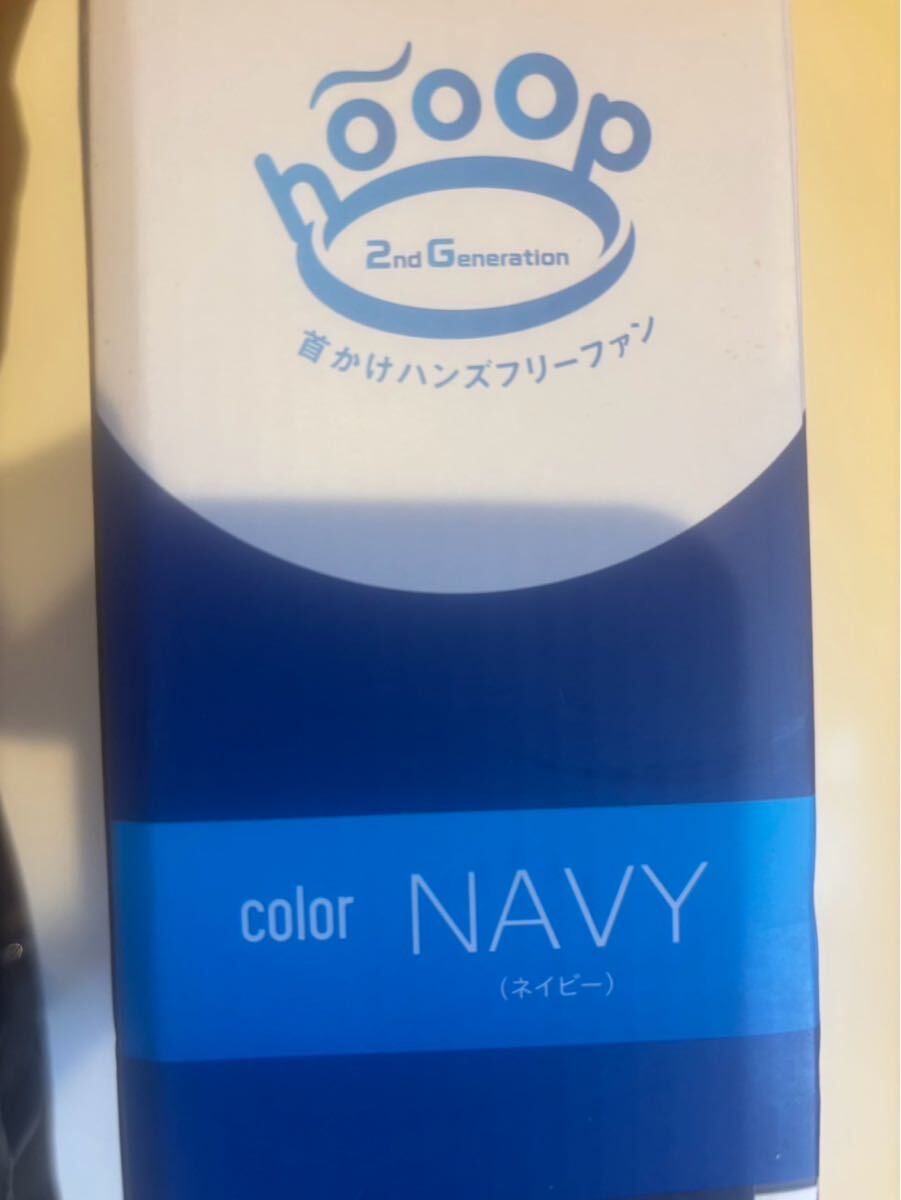 hooop
2nd Generation
首かけハンズフリーファン
color NAVY
（ネイビー）